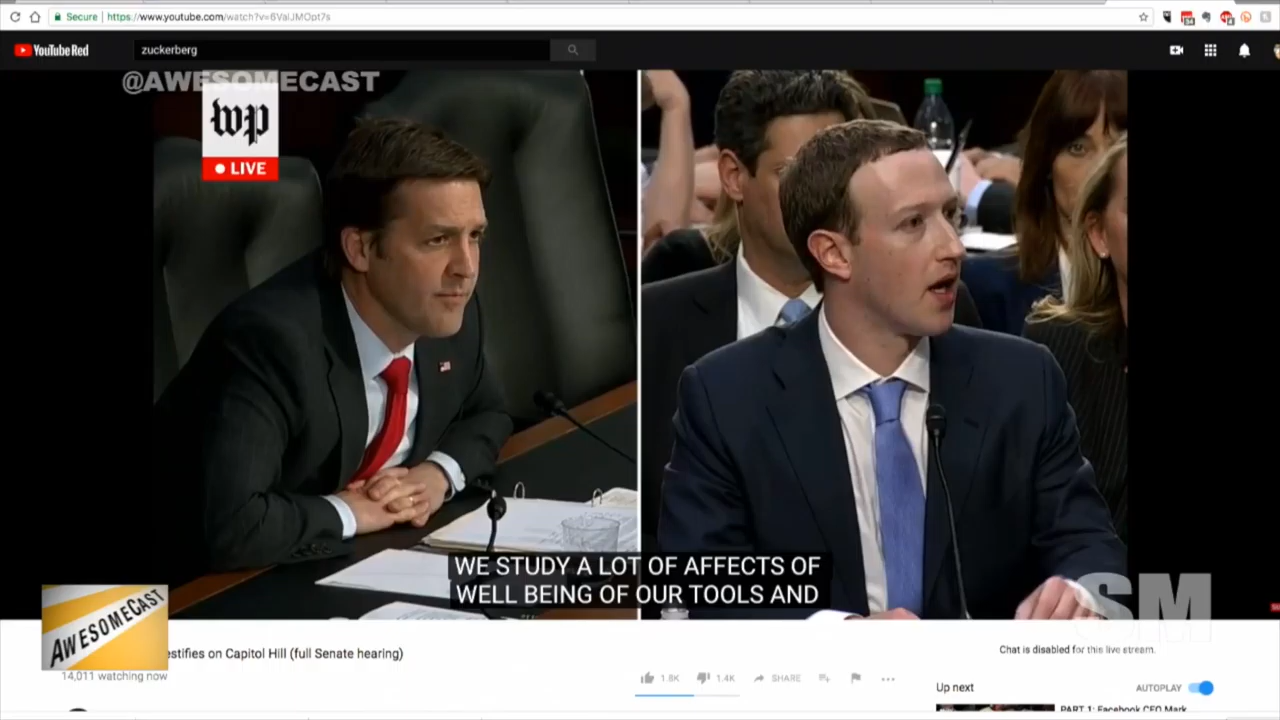 Secure | https://www.youtube.com/watch?v=6VaiJMOpt7s
YouTube Red
zuckerberg
@AWESOMECAST
wp
LIVE
WE STUDY A LOT OF AFFECTS OF
WELL BEING OF OUR TOOLS AND
AWESOMECAST
SM
estifies on Capitol Hill (full Senate hearing)
14,011 watching now
1.8K
1.4K
SHARE
Chat is disabled for this live stream.
Up next
AUTOPLAY
PART 1: Facebook CEO Mark